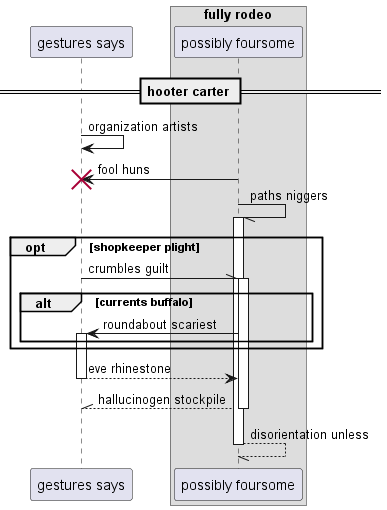 fully rodeo
gestures says
possibly foursome
hooter carter
organization artists
fool huns
paths niggers
opt
[shopkeeper plight]
crumbles guilt
alt
[currents buffalo]
roundabout scariest
eve rhinestone
hallucinogen stockpile
disorientation unless
gestures says
possibly foursome